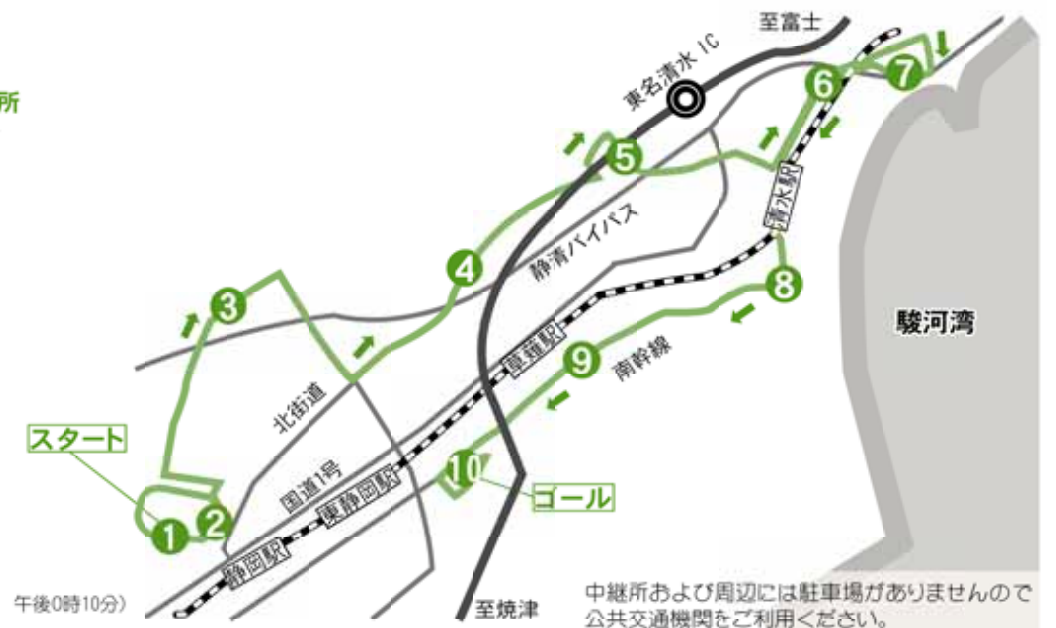 至富士
東名清水IC
所
6
7
5
清水駅
静清バイパス
4
8
3
駿河湾
草薙駅
9
南幹線
北街道
スタート
10
国道1号
東静岡駅
ゴール
1
2
静岡駅
午後0時10分)
至焼津
中継所および周辺には駐車場がありませんので
公共交通機関をご利用ください。